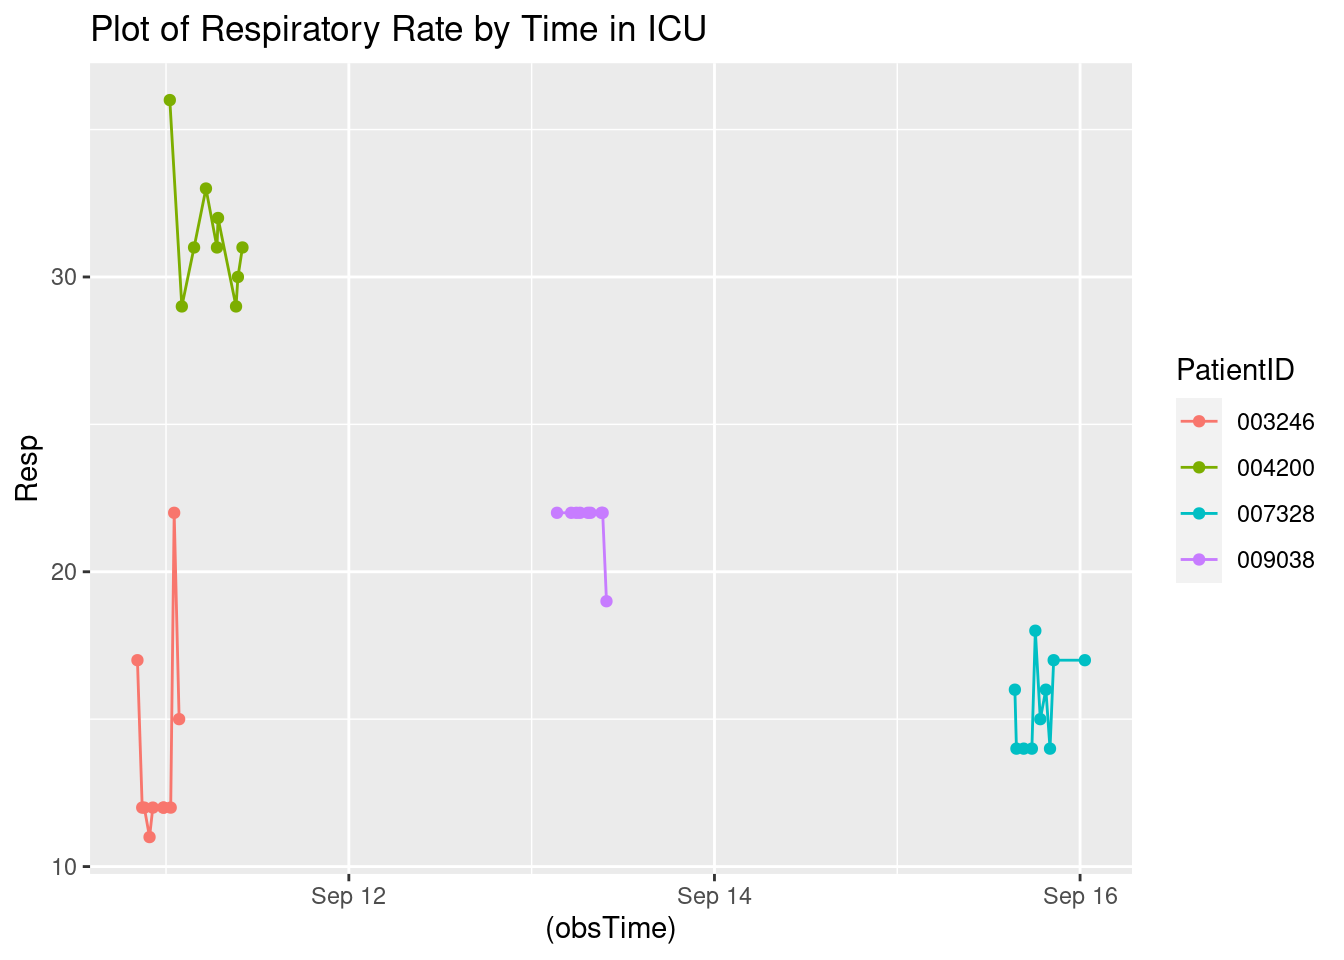 Plot of Respiratory Rate by Time in ICU
30
20
10
Resp
Sep 12
Sep 14
Sep 16
(obsTime)
PatientID
003246
004200
007328
009038